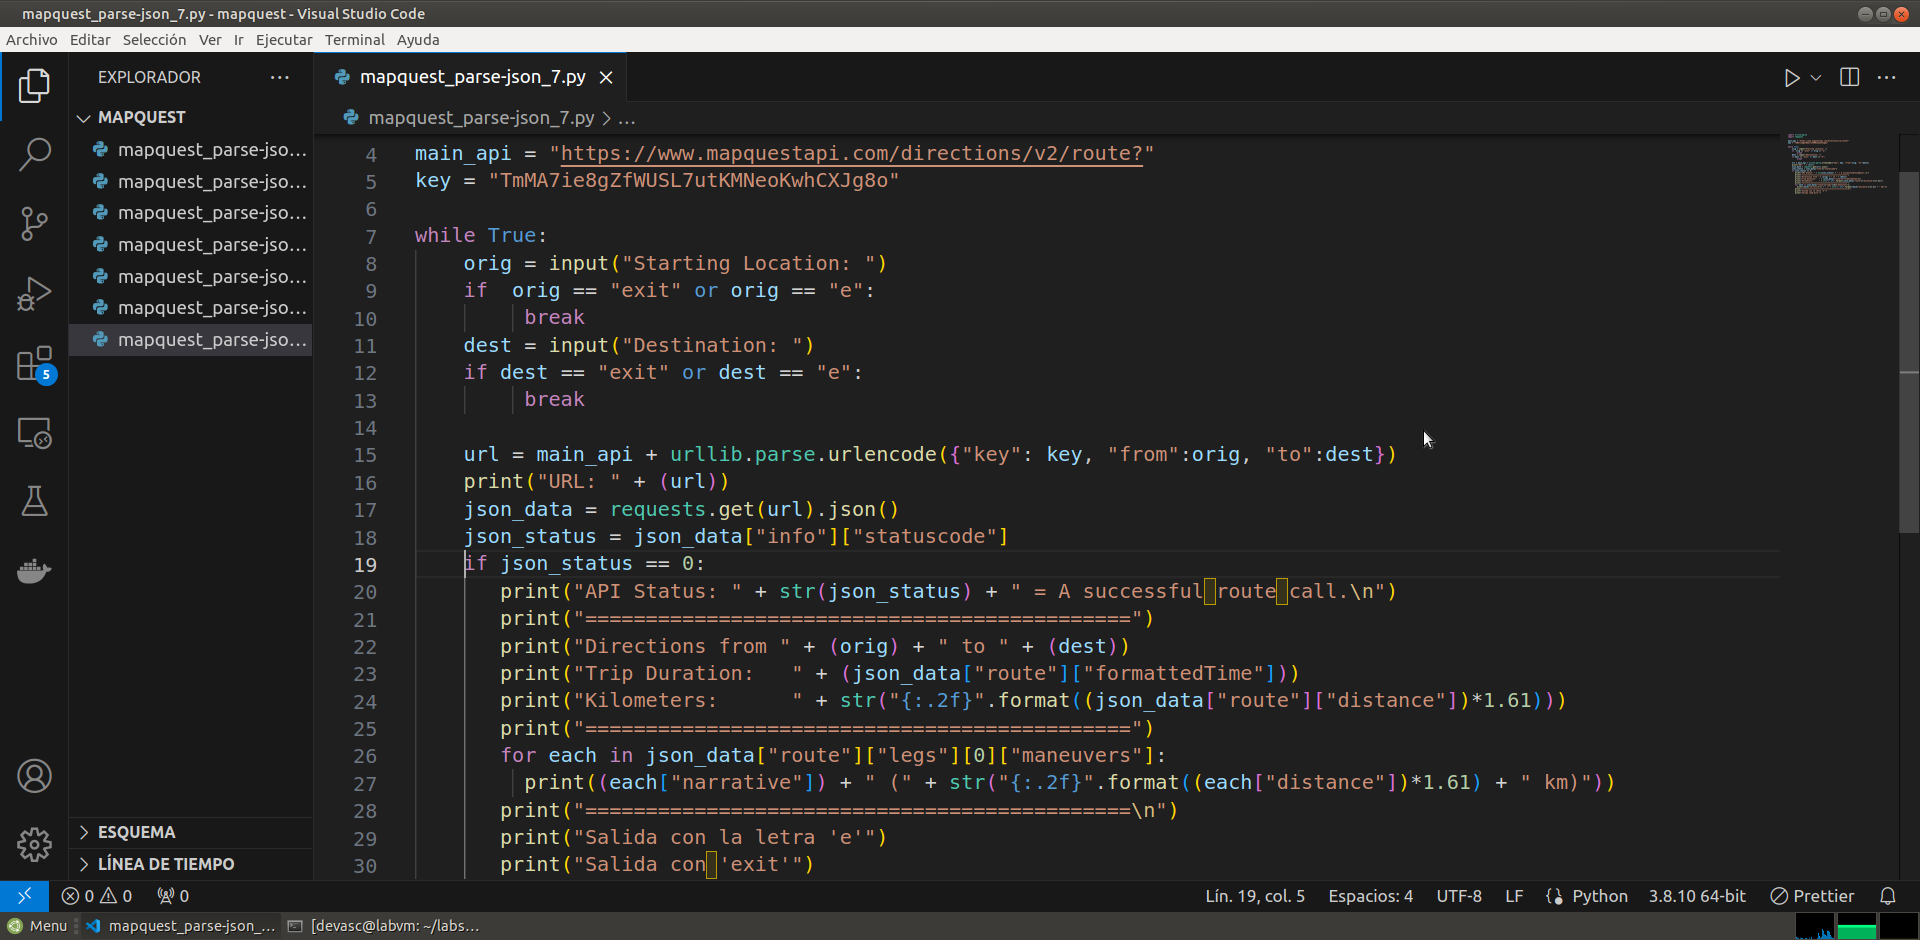 mapquest_parse-json_7.py - mapquest - Visual Studio Code
Archivo Editar Selección Ver Ir Ejecutar Terminal Ayuda
EXPLORADOR
MAPQUEST
mapquest_parse-jso...
mapquest_parse-jso...
mapquest_parse-jso...
mapquest_parse-jso...
mapquest_parse-jso...
mapquest_parse-jso...
mapquest_parse-jso...
5
ESQUEMA
LÍNEA DE TIEMPO
mapquest_parse-json_7.py
mapquest_parse-json_7.py > ...
4 main_api = "https://www.mapquestapi.com/directions/v2/route?"
5 key = "TmMA7ie8gZfWUSL7utKMNeoKwhCXJg8o"
6
7 while True:
8     orig = input("Starting Location: ")
9     if  orig == "exit" or orig == "e":
10          break
11     dest = input("Destination: ")
12     if dest == "exit" or dest == "e":
13          break
14
15     url = main_api + urllib.parse.urlencode({"key": key, "from":orig, "to":dest})
16     print("URL: " + (url))
17     json_data = requests.get(url).json()
18     json_status = json_data["info"]["statuscode"]
19     if json_status == 0:
20        print("API Status: " + str(json_status) + " = A successful route call.\n")
21        print("=============================================")
22        print("Directions from " + (orig) + " to " + (dest))
23        print("Trip Duration:   " + (json_data["route"]["formattedTime"]))
24        print("Kilometers:      " + str("{:.2f}".format((json_data["route"]["distance"])*1.61)))
25        print("=============================================")
26        for each in json_data["route"]["legs"][0]["maneuvers"]:
27          print((each["narrative"]) + " (" + str("{:.2f}".format((each["distance"])*1.61) + " km)"))
28        print("=============================================\n")
29        print("Salida con la letra 'e'")
30        print("Salida con 'exit'")
0 0 0 Lín. 19, col. 5 Espacios: 4 UTF-8 LF Python 3.8.10 64-bit Prettier
Menu mapquest_parse-json_... [devasc@labvm: ~/labs...